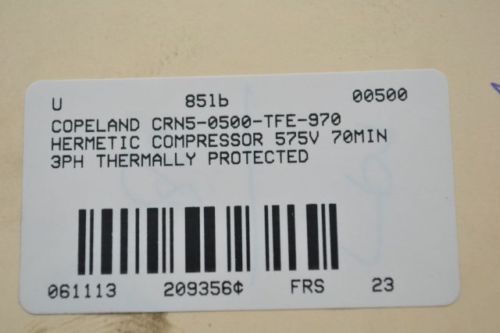 U 851b 00500
COPELAND CRN5-0500-TFE-970
HERMETIC COMPRESSOR 575V 70MIN
3PH THERMALLY PROTECTED
061113 209356¢ FRS 23